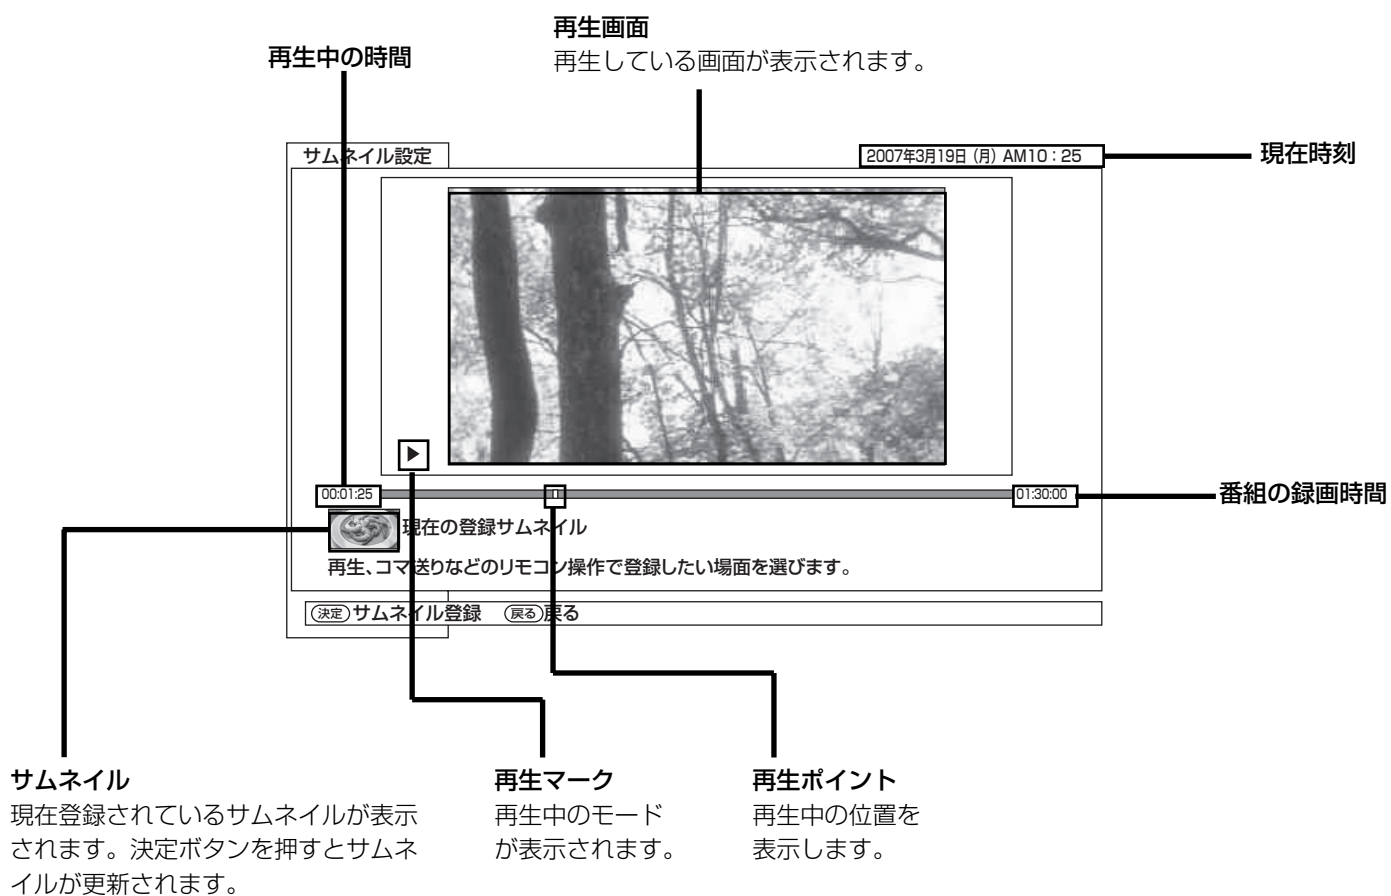 再生画面
再生している画面が表示されます。
再生中の時間
サムネイル設定
2007年3月19日（月）AM10：25
現在時刻
00:01:25
01:30:00
番組の録画時間
現在の登録サムネイル
再生、コマ送りなどのリモコン操作で登録したい場面を選びます。
決定 サムネイル登録 戻る 戻る
サムネイル
現在登録されているサムネイルが表示
されます。決定ボタンを押すとサムネ
イルが更新されます。
再生マーク
再生中のモード
が表示されます。
再生ポイント
再生中の位置を
表示します。